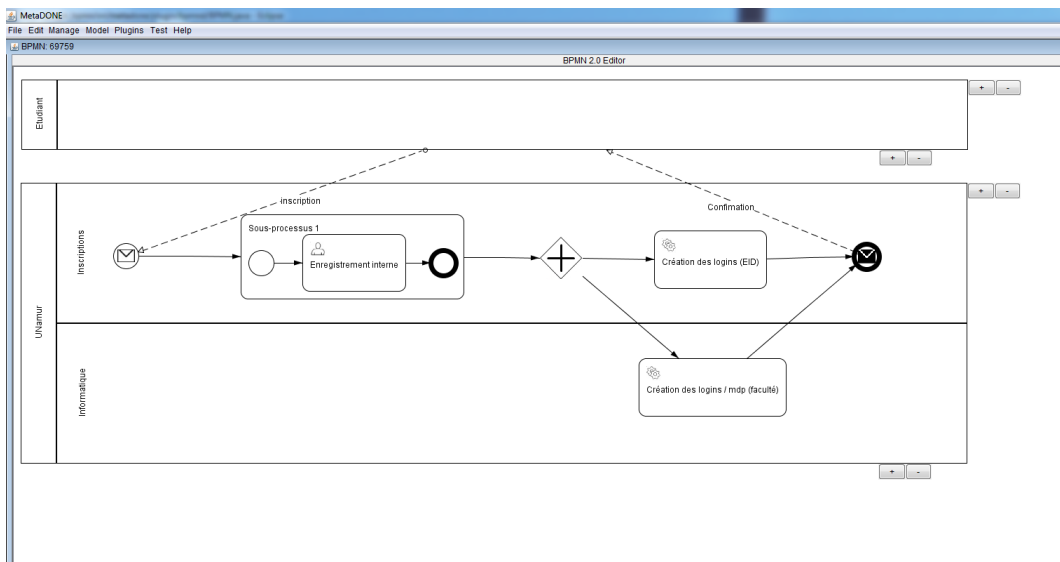 MetaDONE
File Edit Manage Model Plugins Test Help
BPMN: 69759
BPMN 2.0 Editor
Etudiant
+ -
+ -
UNamur
Inscriptions
+ -
inscription
Confimation
Sous-processus 1
Enregistrement interne
Création des logins (EID)
Informatique
Création des logins / mdp (faculté)
+ -